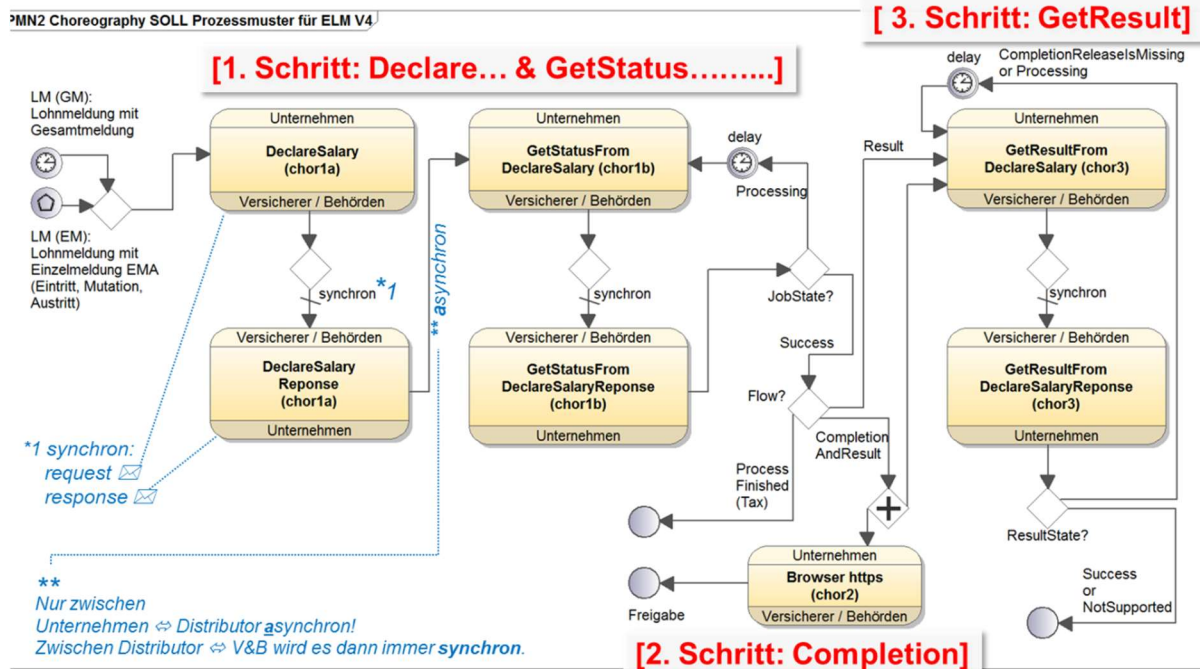 PMN2 Choreography SOLL Prozessmuster für ELM V4
[1. Schritt: Declare… & GetStatus………...]
[ 3. Schritt: GetResult]
LM (GM):
Lohnmeldung mit
Gesamtmeldung
LM (EM):
Lohnmeldung mit
Einzelmeldung EMA
(Eintritt, Mutation,
Austritt)
Unternehmen
DeclareSalary
(chor1a)
Versicherer / Behörden
synchron *1
Versicherer / Behörden
DeclareSalary
Reponse
(chor1a)
Unternehmen
*1 synchron:
request
response
** asynchron
Unternehmen
GetStatusFrom
DeclareSalary (chor1b)
Versicherer / Behörden
synchron
Versicherer / Behörden
GetStatusFrom
DeclareSalaryReponse
(chor1b)
Unternehmen
delay
Processing
JobState?
Success
Flow?
Result
Completion
AndResult
Process
Finished
(Tax)
Unternehmen
Browser https
(chor2)
Versicherer / Behörden
Freigabe
[2. Schritt: Completion]
delay
CompletionReleaseIsMissing
or Processing
Unternehmen
GetResultFrom
DeclareSalary (chor3)
Versicherer / Behörden
synchron
Versicherer / Behörden
GetResultFrom
DeclareSalaryReponse
(chor3)
Unternehmen
ResultState?
Success
or
NotSupported
**
Nur zwischen
Unternehmen ⇔ Distributor asynchron!
Zwischen Distributor ⇔ V&B wird es dann immer synchron.